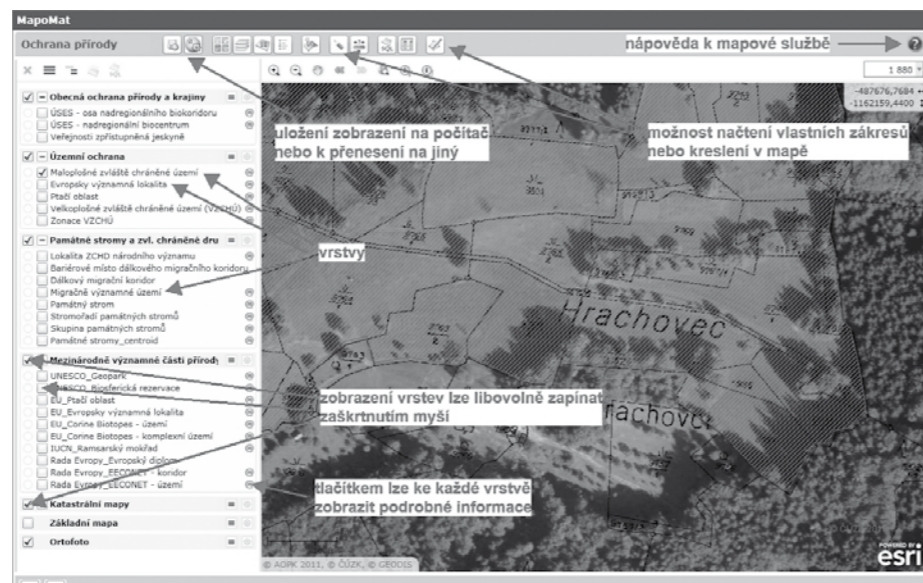 MapoMat
Ochrana přírody
nápověda k mapové službě
1 880
-487676,7684
-1162159,4400
Obecná ochrana přírody a krajiny
ÚSES - osa nadregionálního biokoridoru
ÚSES - nadregionální biocentrum
Veřejnosti zpřístupněná jeskyně
uložení zobrazení na počítač
nebo k přenesení na jiný
možnost načtení vlastních zákresů
nebo kreslení v mapě
Územní ochrana
Maloplošné zvláště chráněné území
Evropsky významná lokalita
Ptačí oblast
Velkoplošné zvláště chráněné území (VZCHÚ)
Zonace VZCHÚ
Památné stromy a zvl. chráněné dru
vrstvy
Lokalita ZCHD národního významu
Bariérové místo dálkového migračního koridoru
Dálkový migrační koridor
Migračně významné území
Památný strom
Stromořadí památných stromů
Skupina památných stromů
Památné stromy_centroid
Hrachovec
Mezinárodně významné části přírody
UNESCO_Geopark
UNESCO_Biosferická rezervace
EU_Ptačí oblast
EU_Evropsky významná lokalita
EU_Corine Biotopes - území
EU_Corine Biotopes - komplexní území
IUCN_Ramsarský mokřad
Rada Evropy_Evropský diplom
Rada Evropy_EECONET - koridor
Rada Evropy_EECONET - území
zobrazení vrstev lze libovolně zapínat
zaškrtnutím myší
rachovec
tlačítkem lze ke každé vrstvě
zobrazit podrobné informace
Katastrální mapy
Základní mapa
Ortofoto
© AOPK 2011, © ČÚZK, © GEODIS
POWERED BY
esri